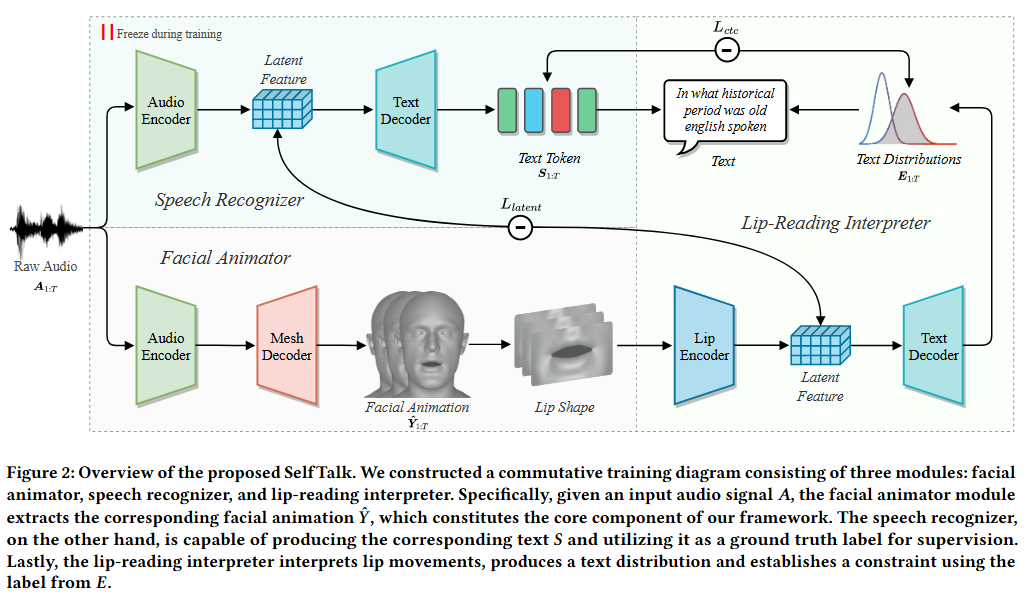 Freeze during training
L_ctc
Latent
Feature
Audio
Encoder
Text
Decoder
In what historical
period was old
english spoken
Text Token
S_{1:T}
Text
Text Distributions
E_{1:T}
Speech Recognizer
L_latent
Lip-Reading Interpreter
Raw Audio
A_{1:T}
Facial Animator
Audio
Encoder
Mesh
Decoder
Lip
Encoder
Text
Decoder
Latent
Feature
Facial Animation
Ŷ_{1:T}
Lip Shape
Figure 2: Overview of the proposed SelfTalk. We constructed a commutative training diagram consisting of three modules: facial
animator, speech recognizer, and lip-reading interpreter. Specifically, given an input audio signal A, the facial animator module
extracts the corresponding facial animation Ŷ, which constitutes the core component of our framework. The speech recognizer,
on the other hand, is capable of producing the corresponding text S and utilizing it as a ground truth label for supervision.
Lastly, the lip-reading interpreter interprets lip movements, produces a text distribution and establishes a constraint using the
label from E.